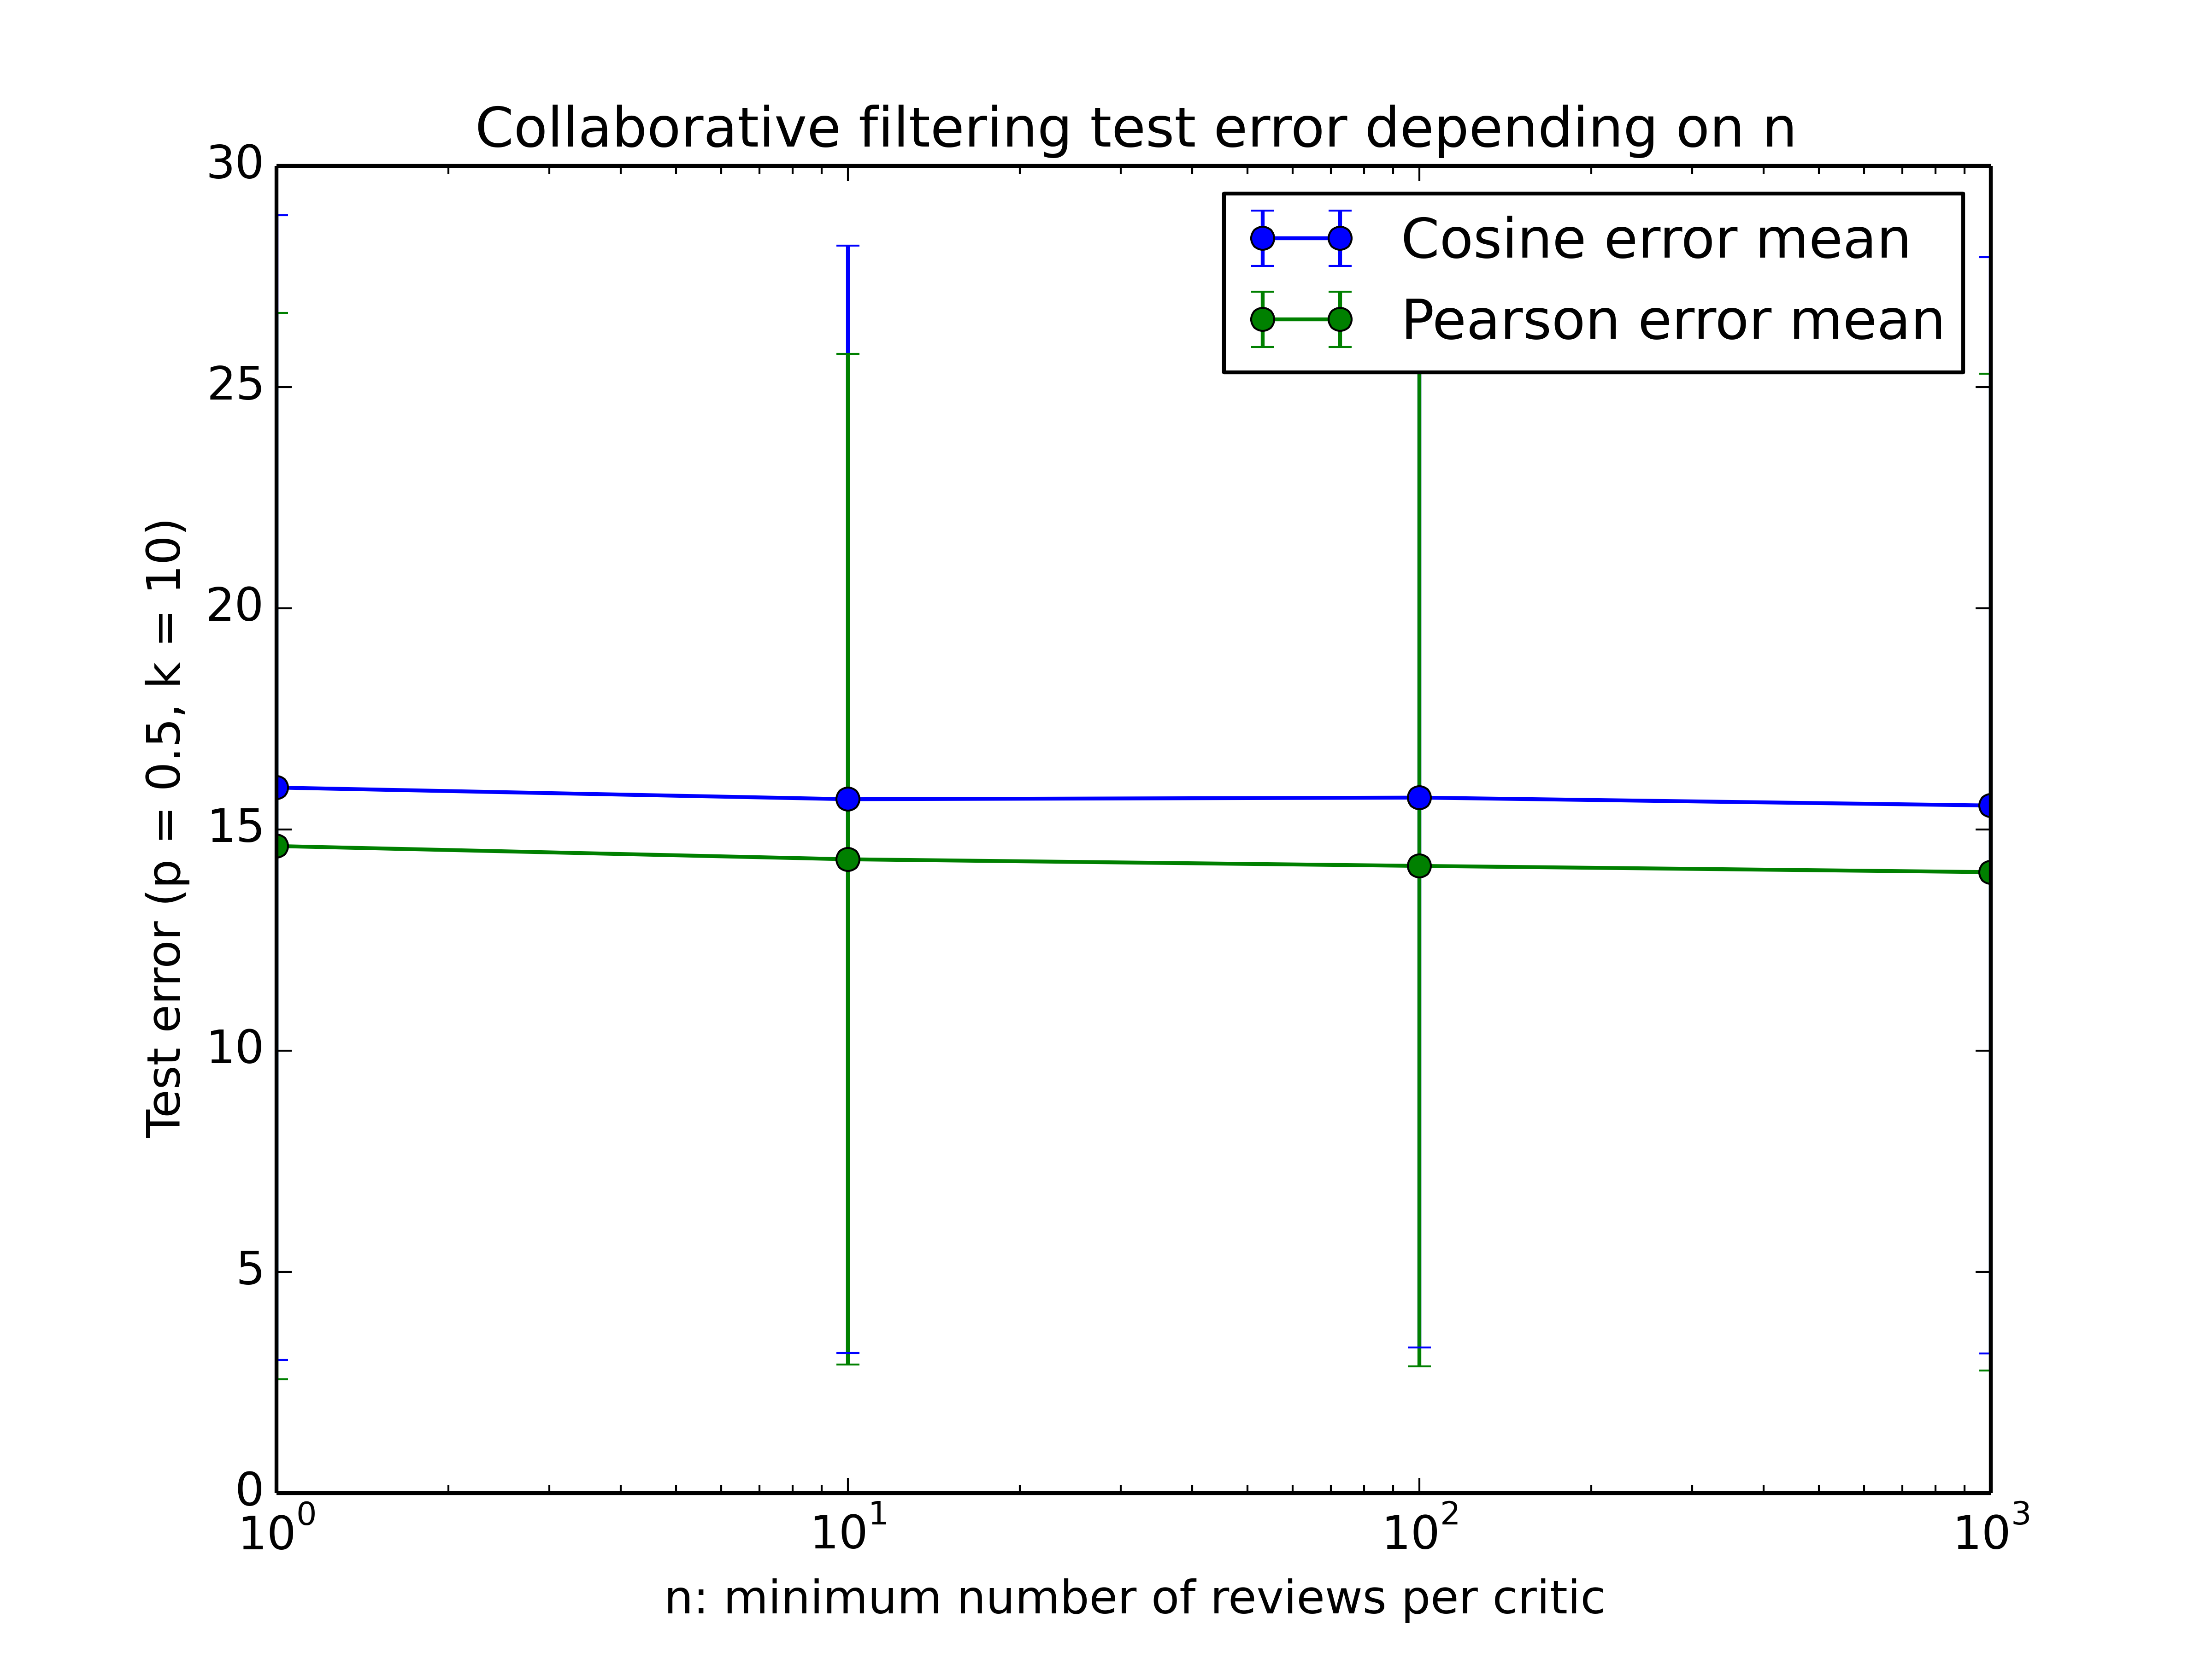 Collaborative filtering test error depending on n
30
25
20
15
10
5
0
Test error (p = 0.5, k = 10)
Cosine error mean
Pearson error mean
10^0 10^1 10^2 10^3
n: minimum number of reviews per critic